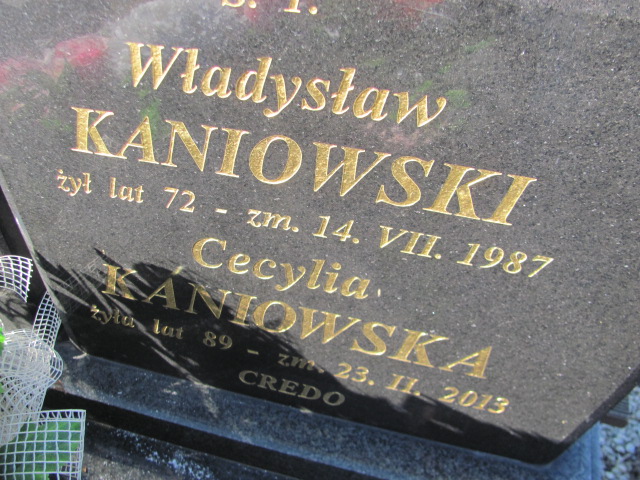 Ś. P.
Władysław
KANIOWSKI
żył lat 72 - zm. 14. VII. 1987
Cecylia
KANIOWSKA
żyła lat 89 - zm. 23. II. 2013
CREDO